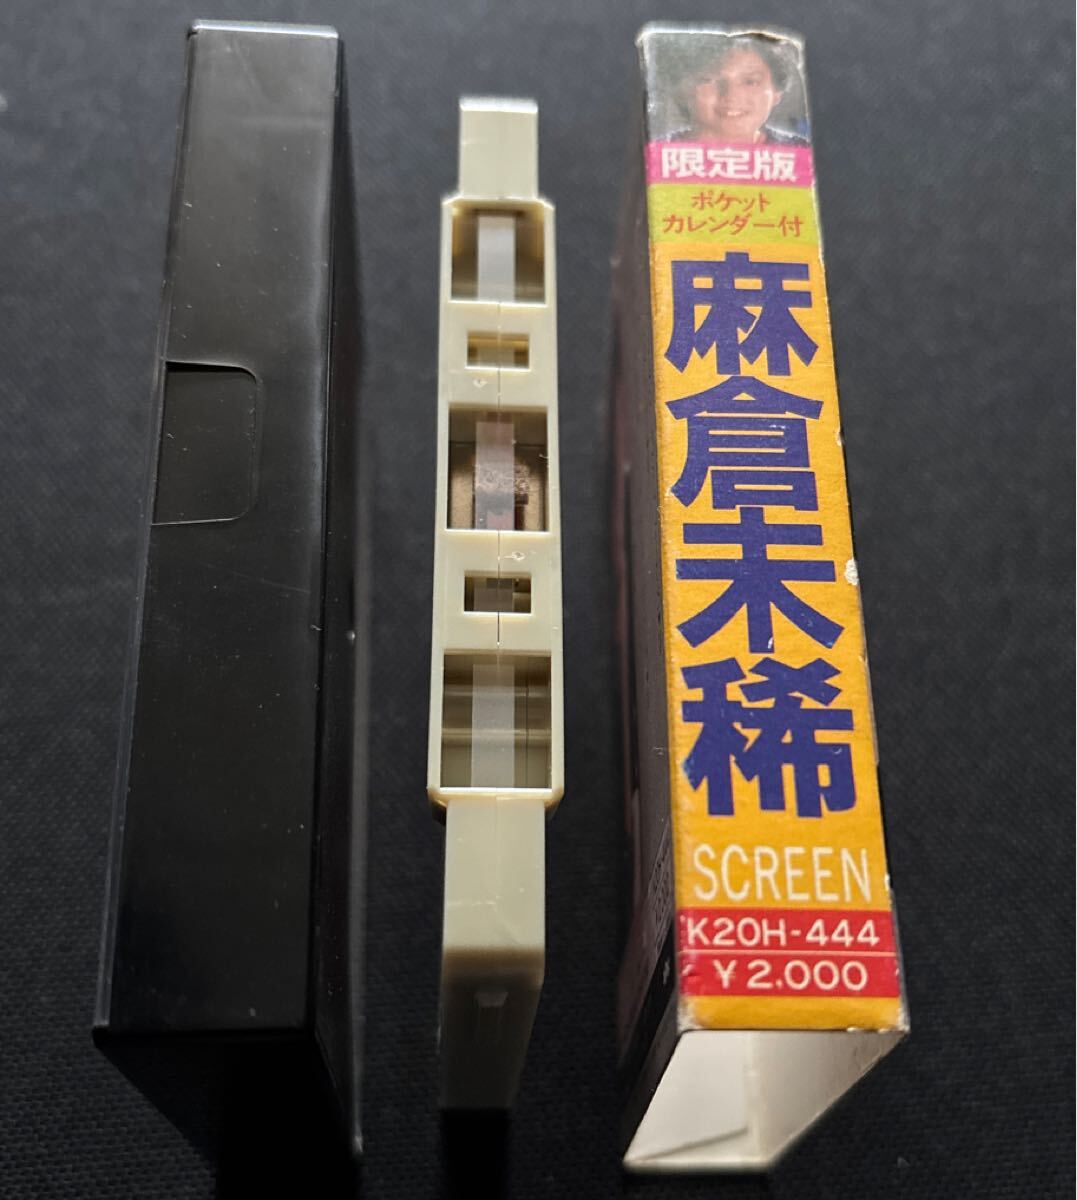 限定版
ポケット
カレンダー付
麻倉未稀
SCREEN
K20H-444
¥2.000